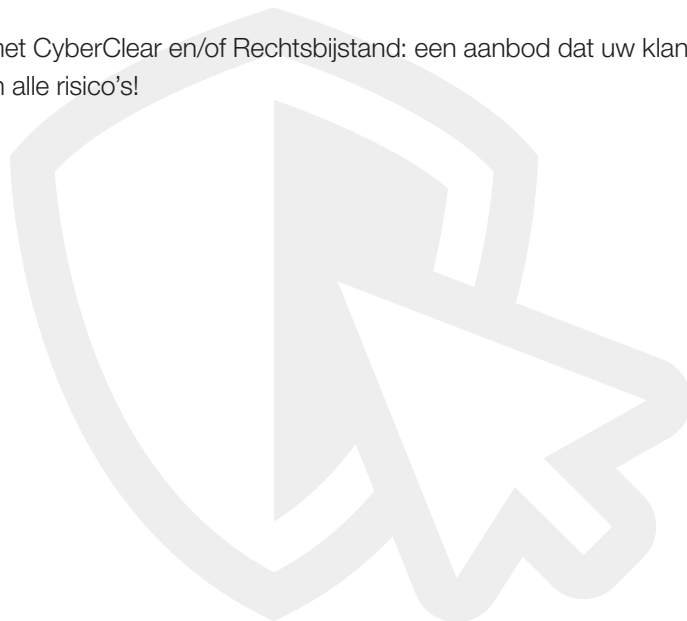 met CyberClear en/of Rechtsbijstand: een aanbod dat uw klan
n alle risico’s!